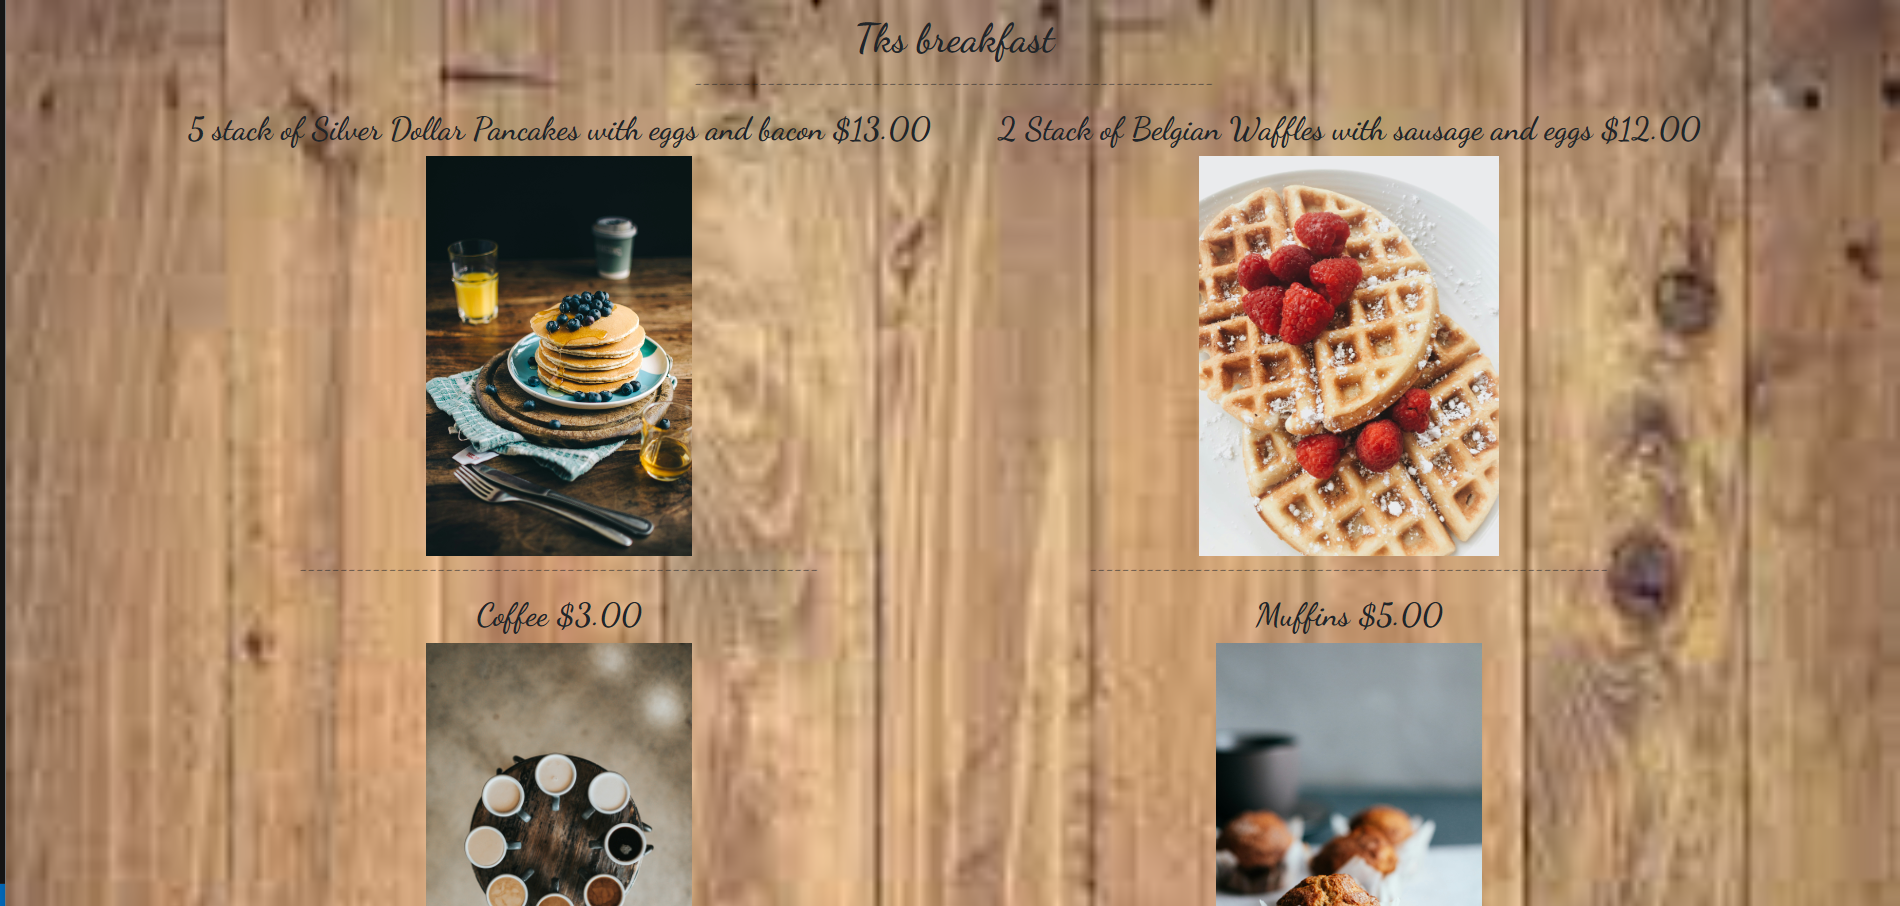 Tks breakfast
5 stack of Silver Dollar Pancakes with eggs and bacon $13.00
2 Stack of Belgian Waffles with sausage and eggs $12.00
Coffee $3.00
Muffins $5.00